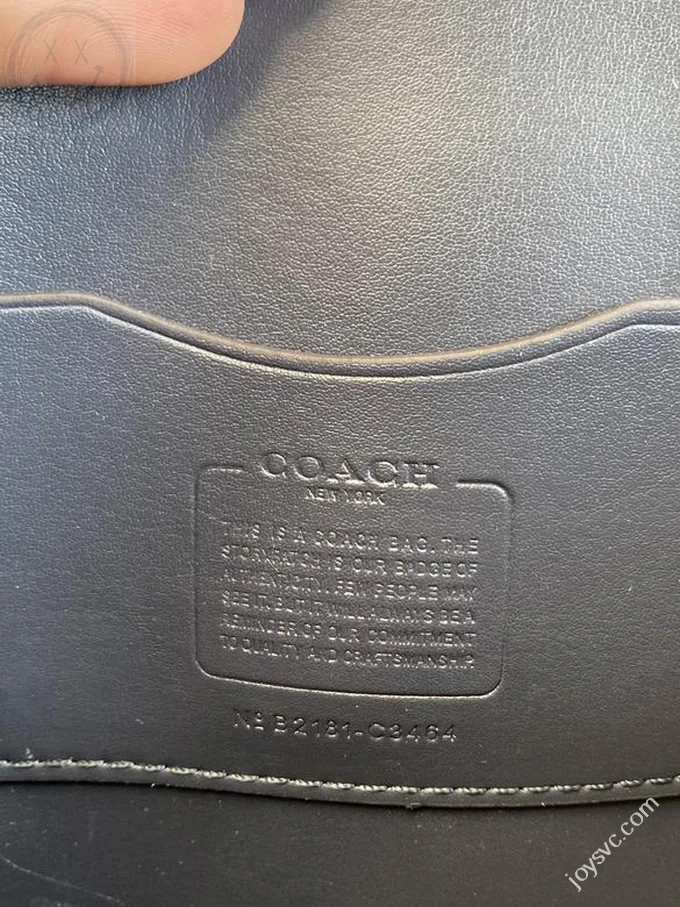 COACH
NEW YORK
THIS IS A COACH BAG. THE
STORYPATCH IS OUR BADGE OF
AUTHENTICITY. FEW PEOPLE MAY
SEE IT, BUT IT WILL ALWAYS BE A
REMINDER OF OUR COMMITMENT
TO QUALITY AND CRAFTSMANSHIP.
Nº B2181-C3464
joysvc.com